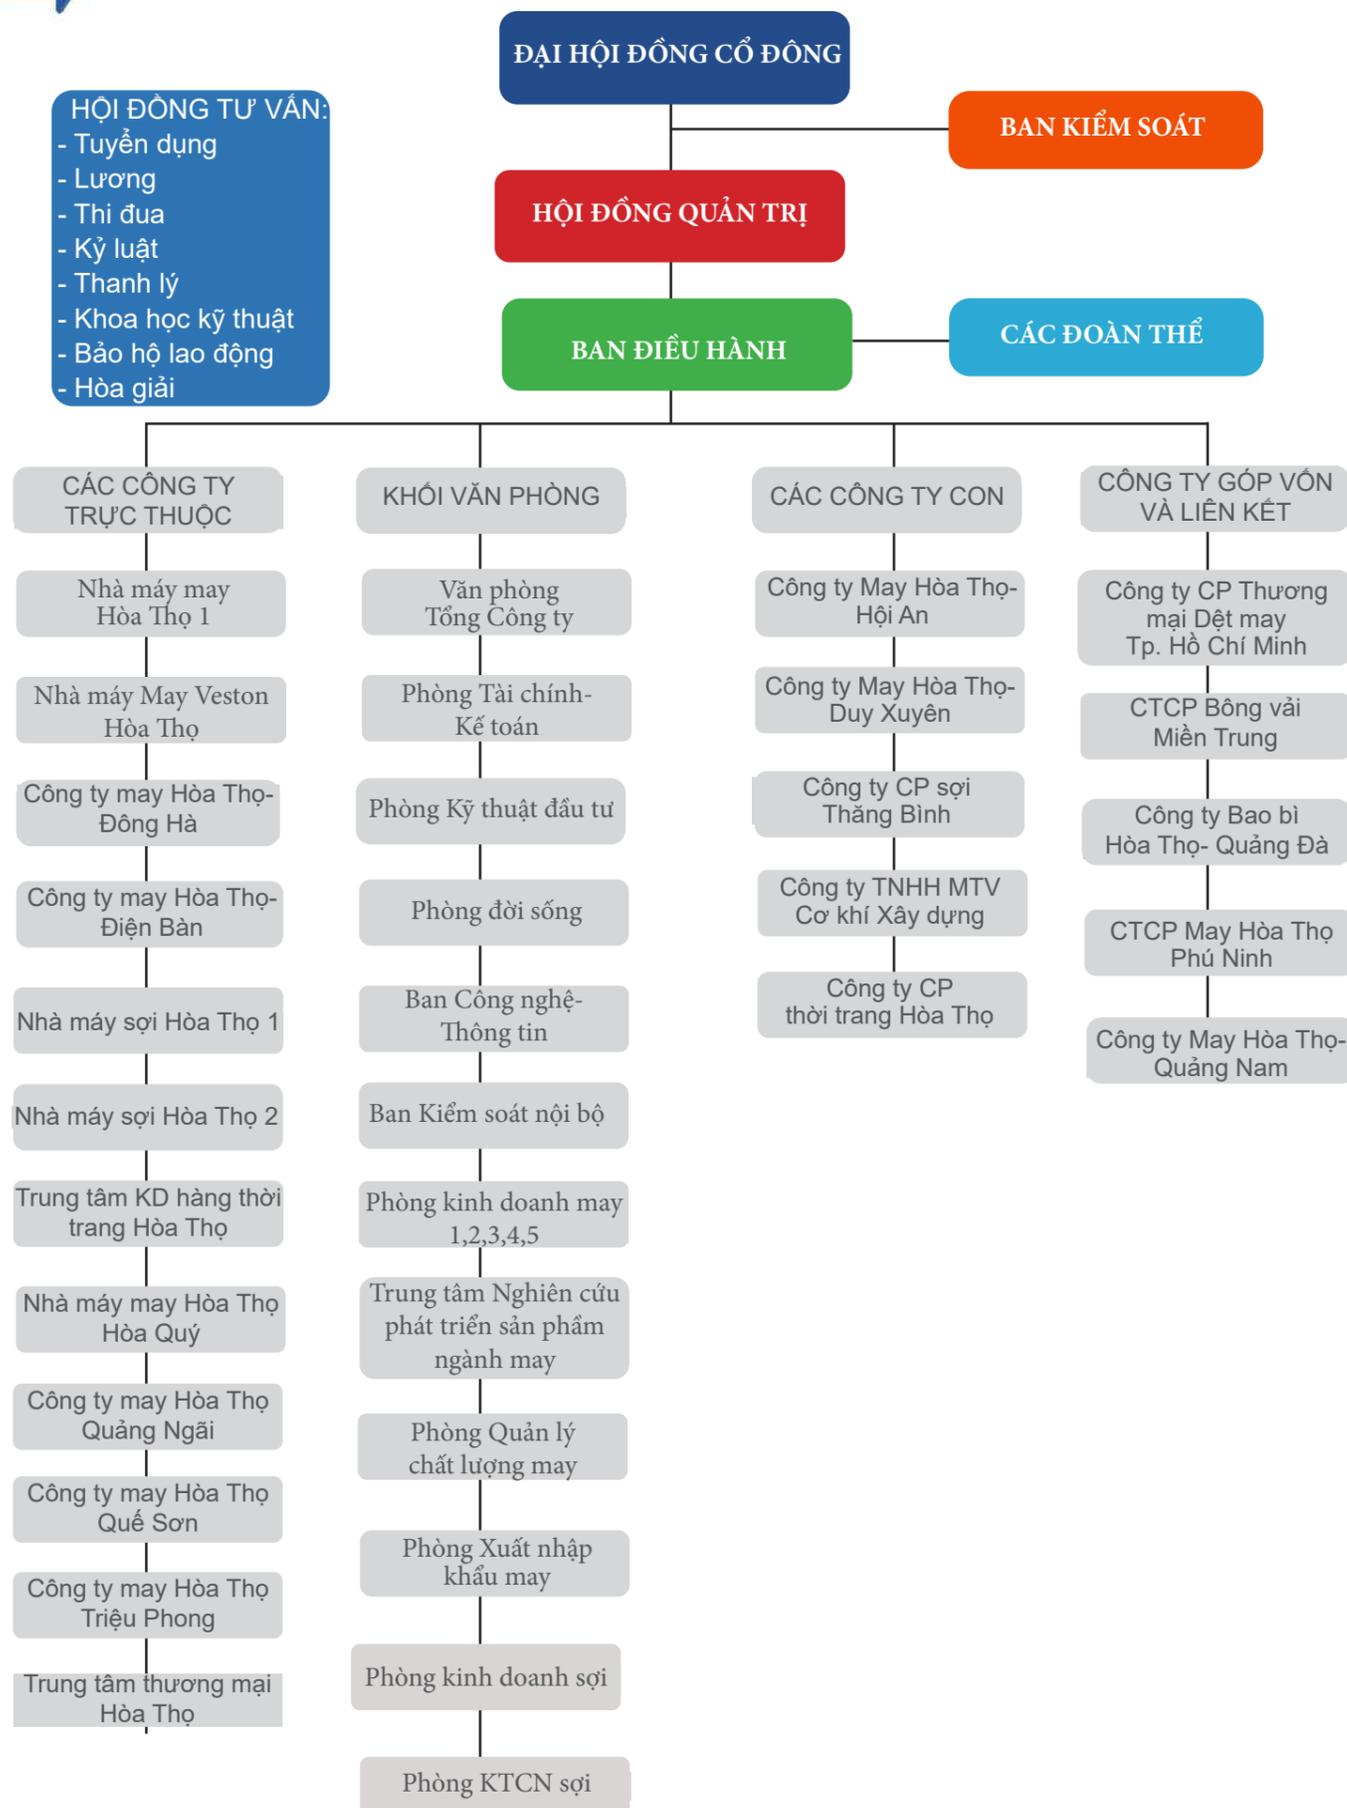 ĐẠI HỘI ĐỒNG CỔ ĐÔNG
BAN KIỂM SOÁT
HỘI ĐỒNG TƯ VẤN:
- Tuyển dụng
- Lương
- Thi đua
- Kỷ luật
- Thanh lý
- Khoa học kỹ thuật
- Bảo hộ lao động
- Hòa giải
HỘI ĐỒNG QUẢN TRỊ
BAN ĐIỀU HÀNH
CÁC ĐOÀN THỂ
CÁC CÔNG TY
TRỰC THUỘC
Nhà máy may
Hòa Thọ 1
Nhà máy May Veston
Hòa Thọ
Công ty may Hòa Thọ-
Đông Hà
Công ty may Hòa Thọ-
Điện Bàn
Nhà máy sợi Hòa Thọ 1
Nhà máy sợi Hòa Thọ 2
Trung tâm KD hàng thời
trang Hòa Thọ
Nhà máy may Hòa Thọ
Hòa Quý
Công ty may Hòa Thọ
Quảng Ngãi
Công ty may Hòa Thọ
Quế Sơn
Công ty may Hòa Thọ
Triệu Phong
Trung tâm thương mại
Hòa Thọ
KHỐI VĂN PHÒNG
Văn phòng
Tổng Công ty
Phòng Tài chính-
Kế toán
Phòng Kỹ thuật đầu tư
Phòng đời sống
Ban Công nghệ-
Thông tin
Ban Kiểm soát nội bộ
Phòng kinh doanh may
1,2,3,4,5
Trung tâm Nghiên cứu
phát triển sản phẩm
ngành may
Phòng Quản lý
chất lượng may
Phòng Xuất nhập
khẩu may
Phòng kinh doanh sợi
Phòng KTCN sợi
CÁC CÔNG TY CON
Công ty May Hòa Thọ-
Hội An
Công ty May Hòa Thọ-
Duy Xuyên
Công ty CP sợi
Thăng Bình
Công ty TNHH MTV
Cơ khí Xây dựng
Công ty CP
thời trang Hòa Thọ
CÔNG TY GÓP VỐN
VÀ LIÊN KẾT
Công ty CP Thương
mại Dệt may
Tp. Hồ Chí Minh
CTCP Bông vải
Miền Trung
Công ty Bao bì
Hòa Thọ- Quảng Đà
CTCP May Hòa Thọ
Phú Ninh
Công ty May Hòa Thọ-
Quảng Nam